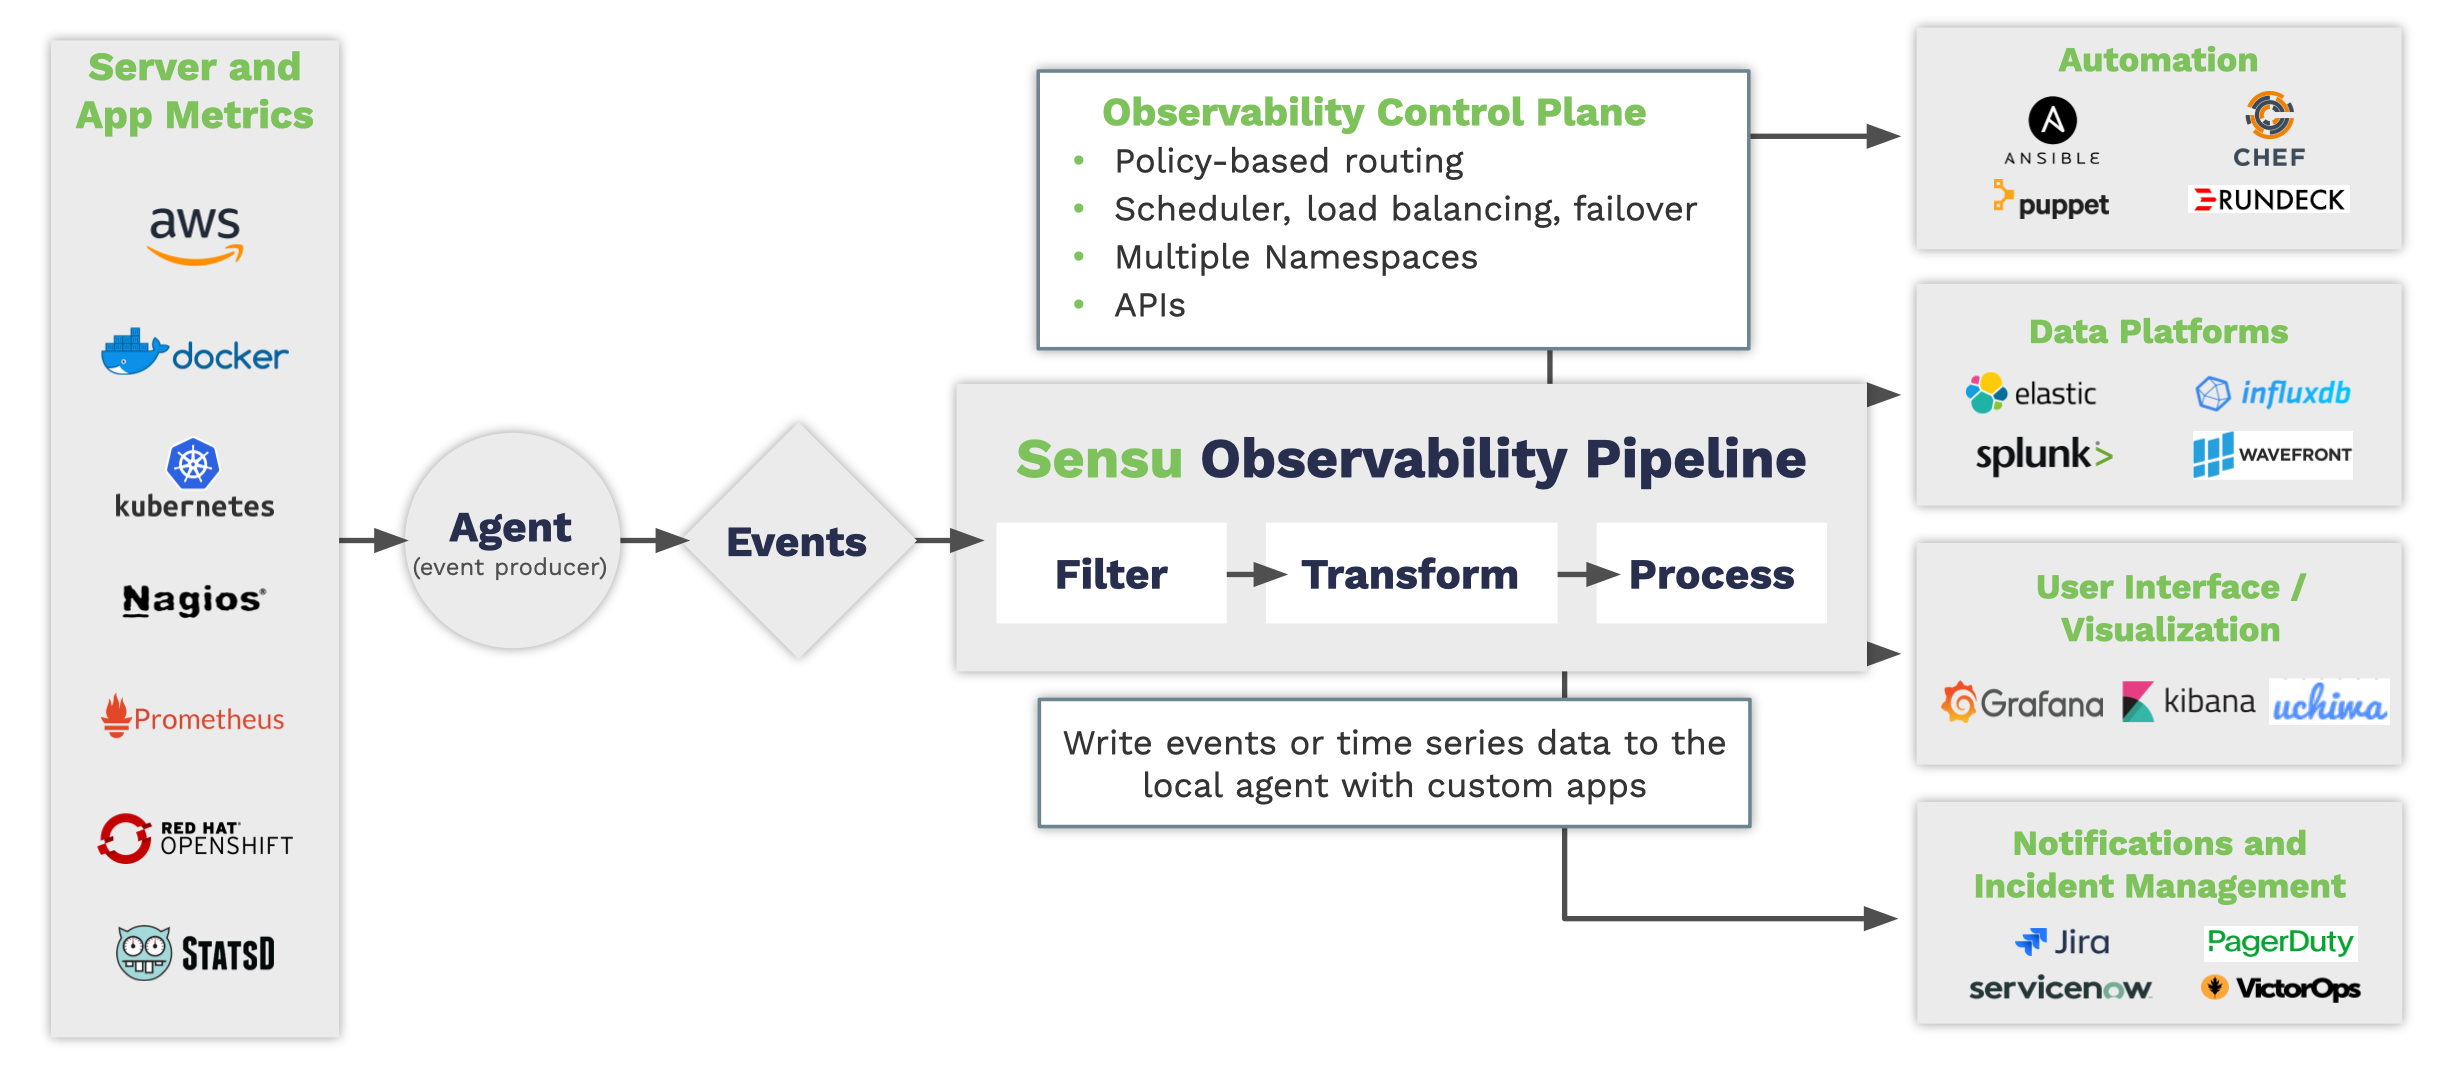 Server and
App Metrics
aws
docker
kubernetes
Nagios®
Prometheus
RED HAT®
OPENSHIFT
STATSD
Agent
(event producer)
Events
Observability Control Plane
• Policy-based routing
• Scheduler, load balancing, failover
• Multiple Namespaces
• APIs
Sensu Observability Pipeline
Filter
Transform
Process
Write events or time series data to the
local agent with custom apps
Automation
ANSIBLE
CHEF
puppet
RUNDECK
Data Platforms
elastic
influxdb
splunk>
WAVEFRONT
User Interface /
Visualization
Grafana
kibana
uchiwa
Notifications and
Incident Management
Jira
PagerDuty
servicenow
VictorOps